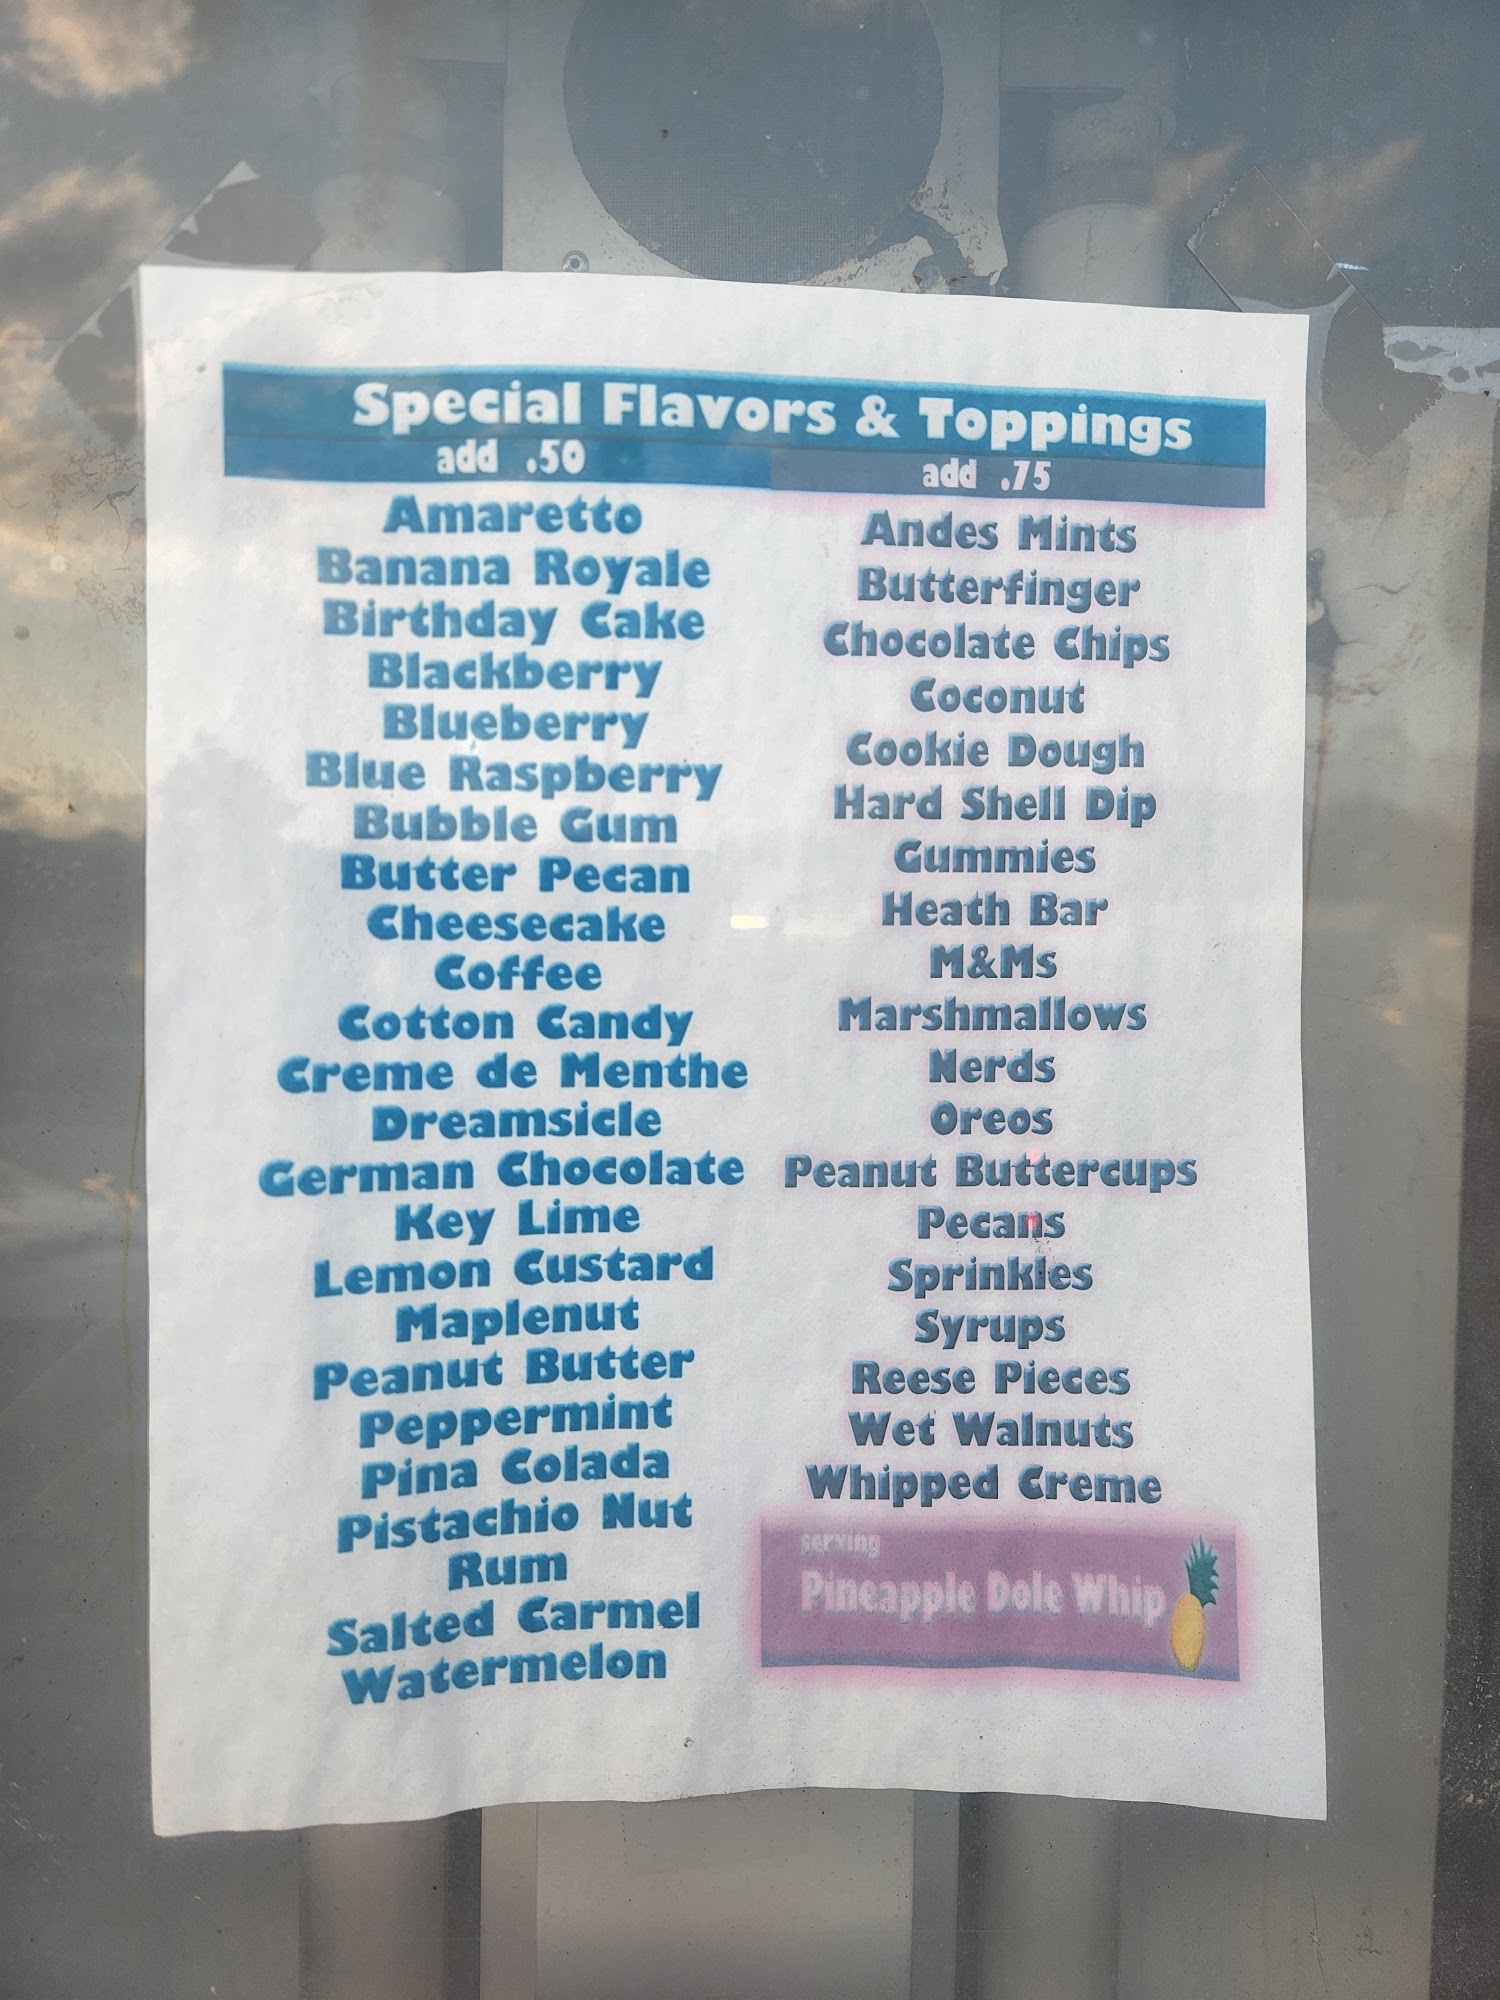 Special Flavors & Toppings
add .50
Amaretto
Banana Royale
Birthday Cake
Blackberry
Blueberry
Blue Raspberry
Bubble Gum
Butter Pecan
Cheesecake
Coffee
Cotton Candy
Creme de Menthe
Dreamsicle
German Chocolate
Key Lime
Lemon Custard
Maplenut
Peanut Butter
Peppermint
Pina Colada
Pistachio Nut
Rum
Salted Carmel
Watermelon
add .75
Andes Mints
Butterfinger
Chocolate Chips
Coconut
Cookie Dough
Hard Shell Dip
Gummies
Heath Bar
M&Ms
Marshmallows
Nerds
Oreos
Peanut Buttercups
Pecans
Sprinkles
Syrups
Reese Pieces
Wet Walnuts
Whipped Creme
serving
Pineapple Dole Whip